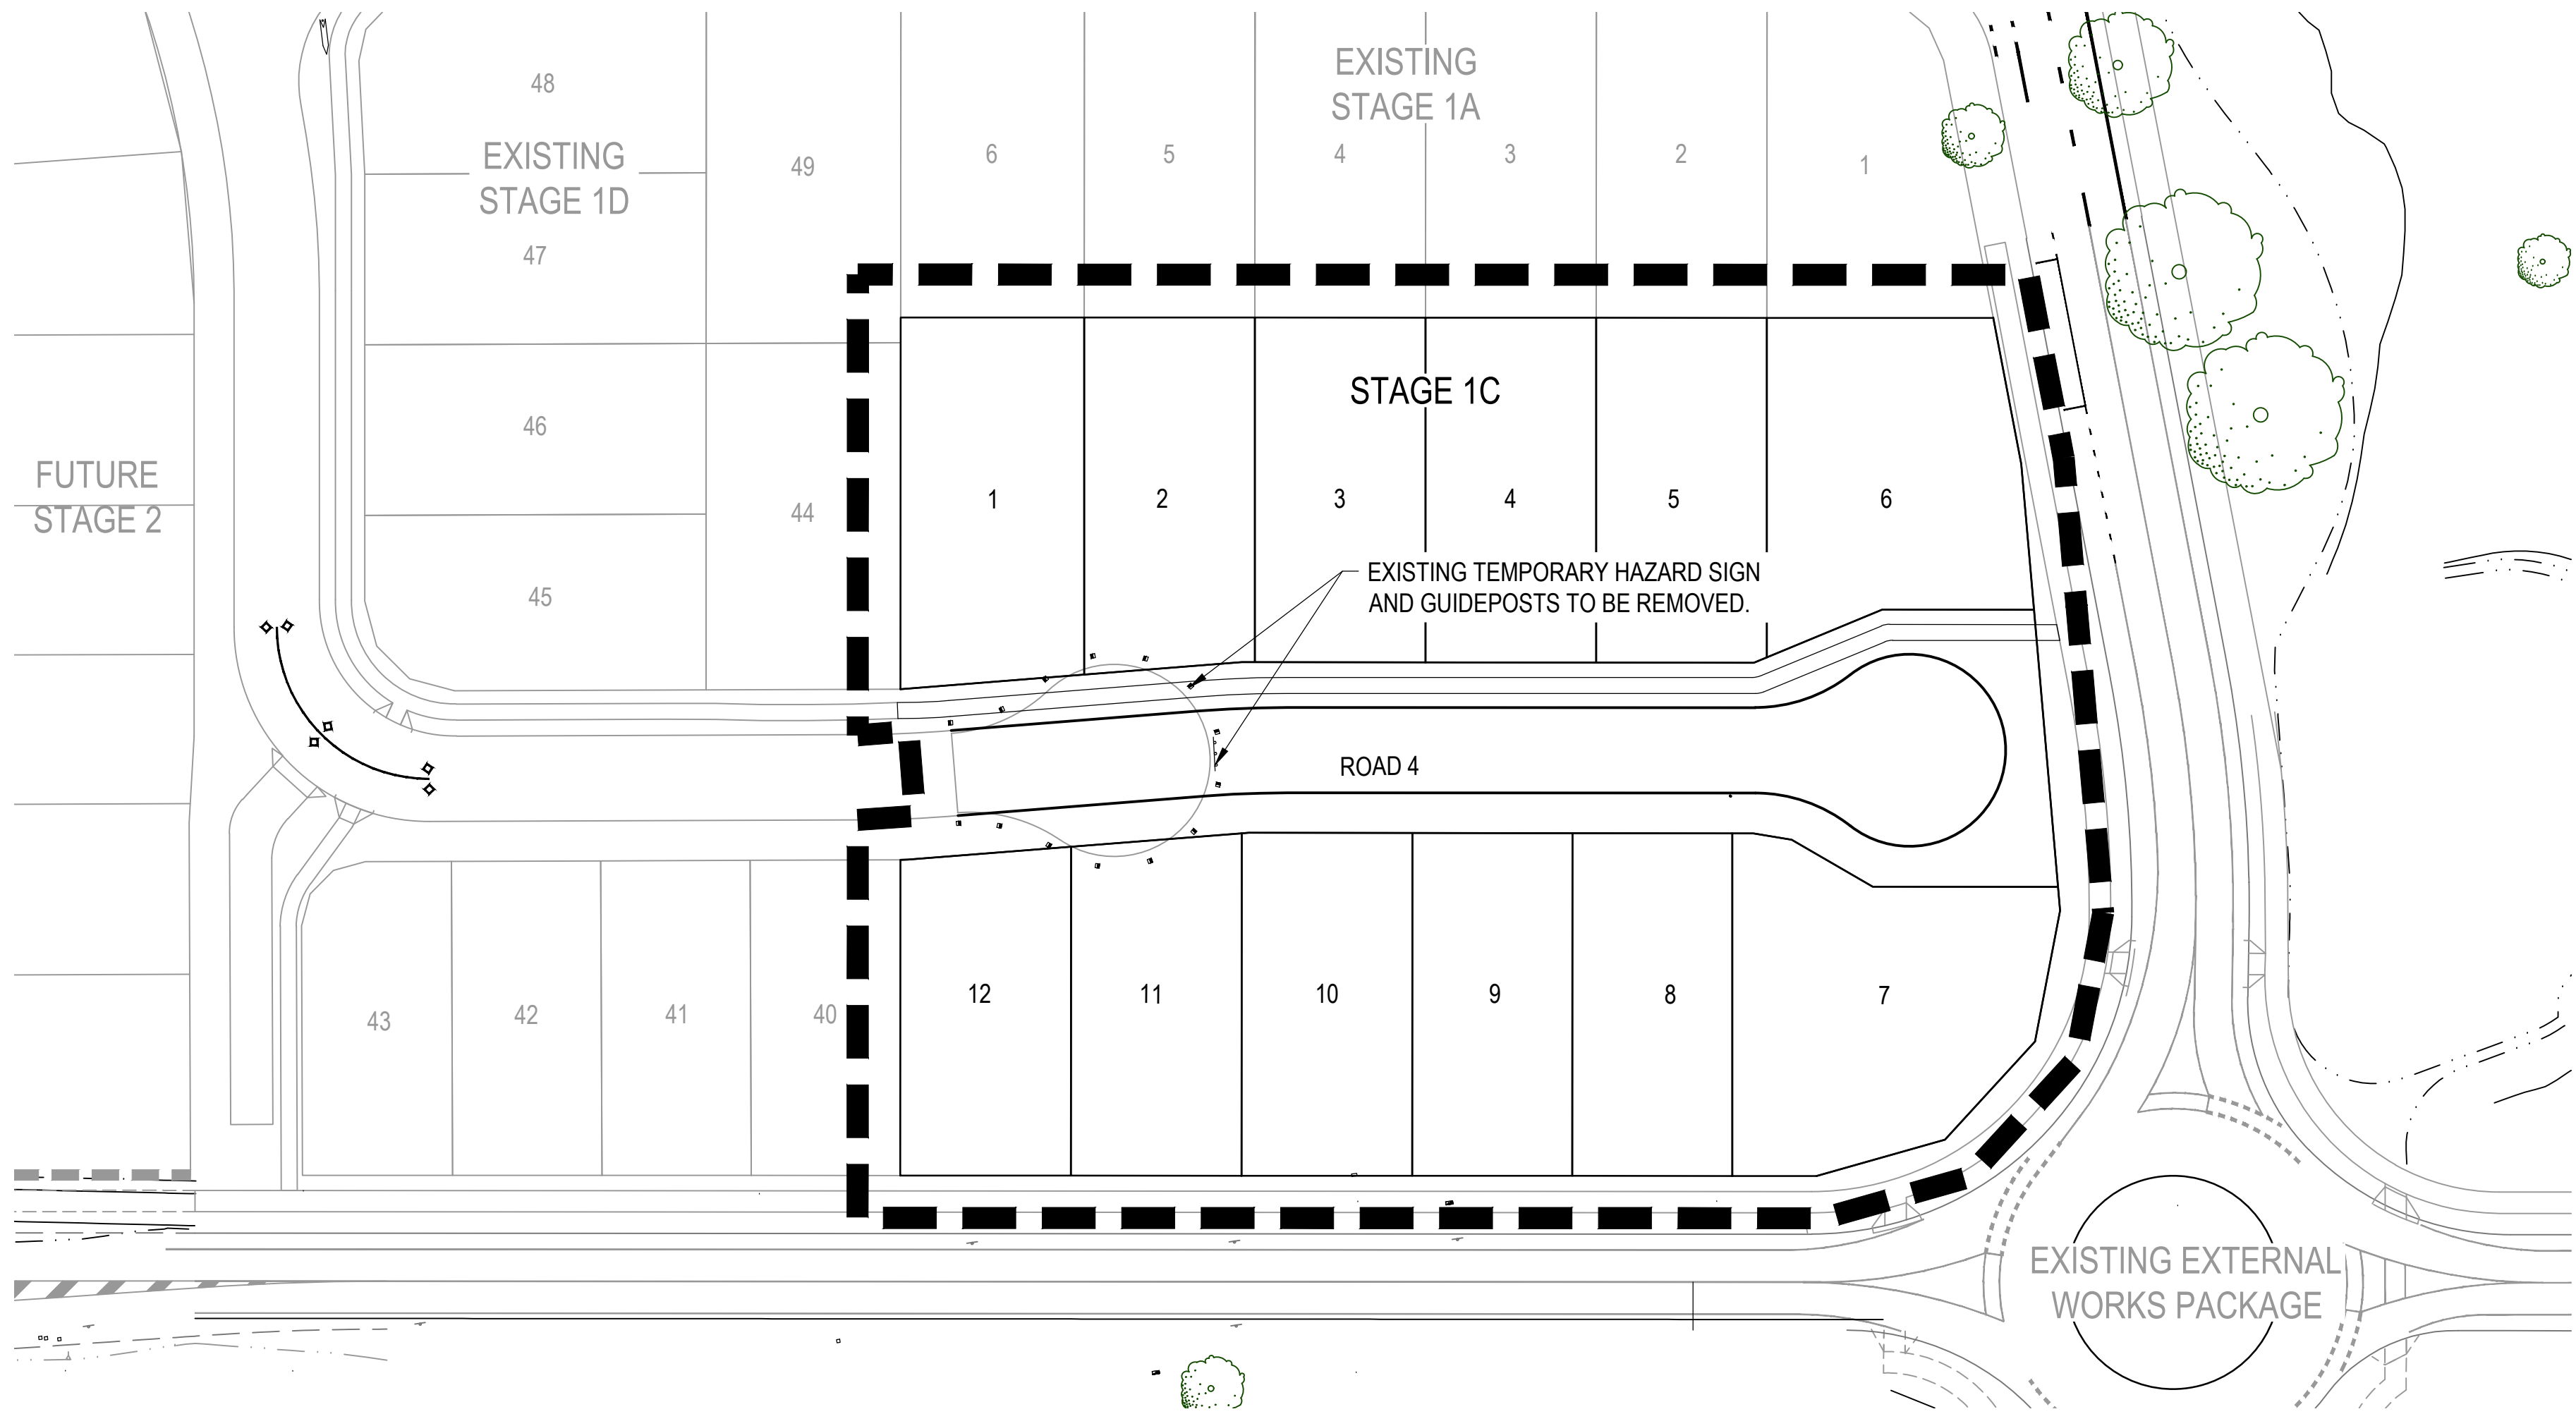 48
EXISTING
STAGE 1A
EXISTING
STAGE 1D
49
6
5
4
3
2
1
47
STAGE 1C
46
FUTURE
STAGE 2
44
1
2
3
4
5
6
45
EXISTING TEMPORARY HAZARD SIGN
AND GUIDEPOSTS TO BE REMOVED.
ROAD 4
43
42
41
40
12
11
10
9
8
7
EXISTING EXTERNAL
WORKS PACKAGE